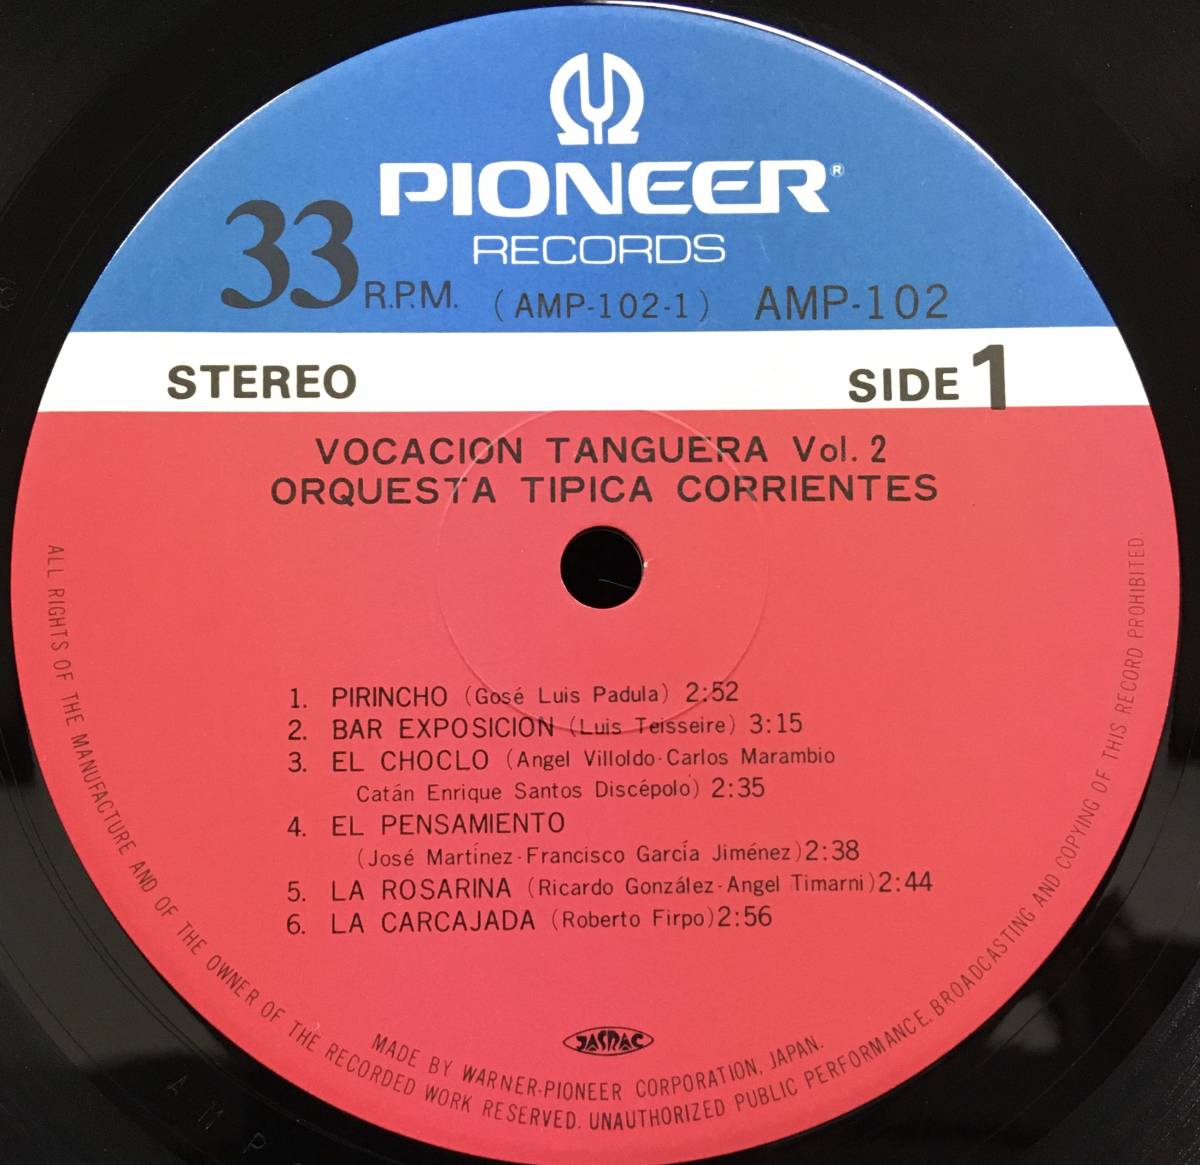 PIONEER®
RECORDS
33 R.P.M. (AMP-102-1) AMP-102
STEREO SIDE 1
VOCACION TANGUERA Vol. 2
ORQUESTA TIPICA CORRIENTES
1. PIRINCHO (Gosé Luis Padula) 2:52
2. BAR EXPOSICION (Luis Teisseire) 3:15
3. EL CHOCLO (Angel Villoldo·Carlos Marambio
Catán Enrique Santos Discépolo) 2:35
4. EL PENSAMIENTO
(José Martínez·Francisco García Jiménez) 2:38
5. LA ROSARINA (Ricardo González·Angel Timarni) 2:44
6. LA CARCAJADA (Roberto Firpo) 2:56
JASRAC
MADE BY WARNER-PIONEER CORPORATION, JAPAN.
ALL RIGHTS OF THE MANUFACTURE AND OF THE OWNER OF THE RECORDED WORK RESERVED. UNAUTHORIZED PUBLIC PERFORMANCE, BROADCASTING AND COPYING OF THIS RECORD PROHIBITED
A M P